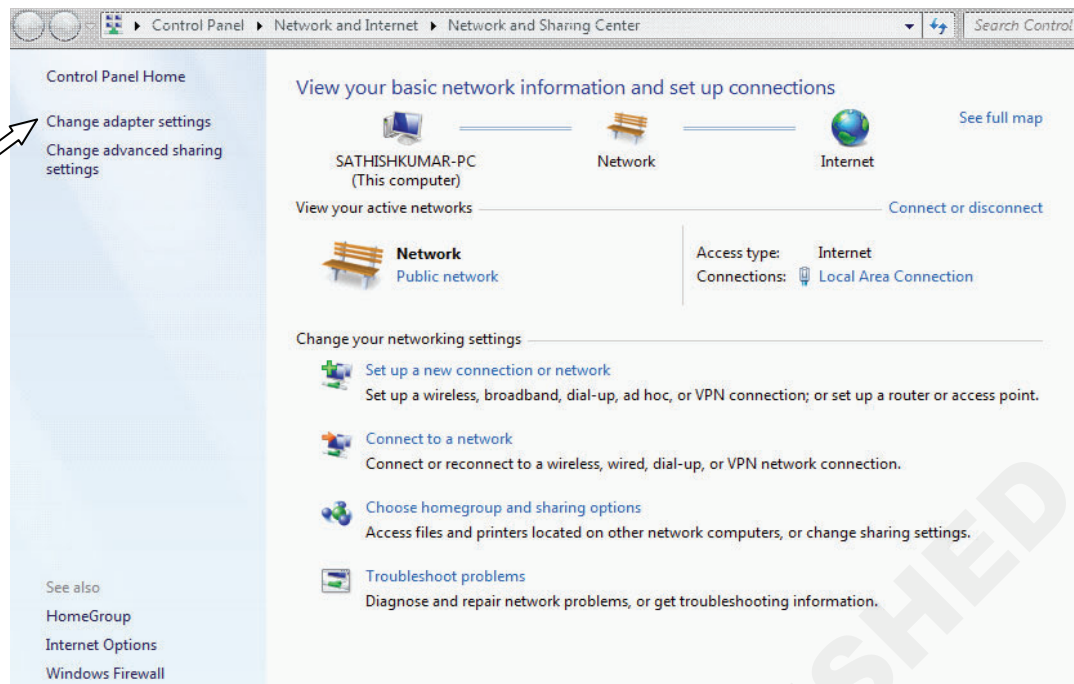 Control Panel ▸ Network and Internet ▸ Network and Sharing Center
Search Control
Control Panel Home
Change adapter settings
Change advanced sharing
settings
View your basic network information and set up connections
See full map
SATHISHKUMAR-PC
(This computer)
Network
Internet
View your active networks
Connect or disconnect
Network
Public network
Access type: Internet
Connections: Local Area Connection
Change your networking settings
Set up a new connection or network
Set up a wireless, broadband, dial-up, ad hoc, or VPN connection; or set up a router or access point.
Connect to a network
Connect or reconnect to a wireless, wired, dial-up, or VPN network connection.
Choose homegroup and sharing options
Access files and printers located on other network computers, or change sharing settings.
Troubleshoot problems
Diagnose and repair network problems, or get troubleshooting information.
See also
HomeGroup
Internet Options
Windows Firewall
SHED